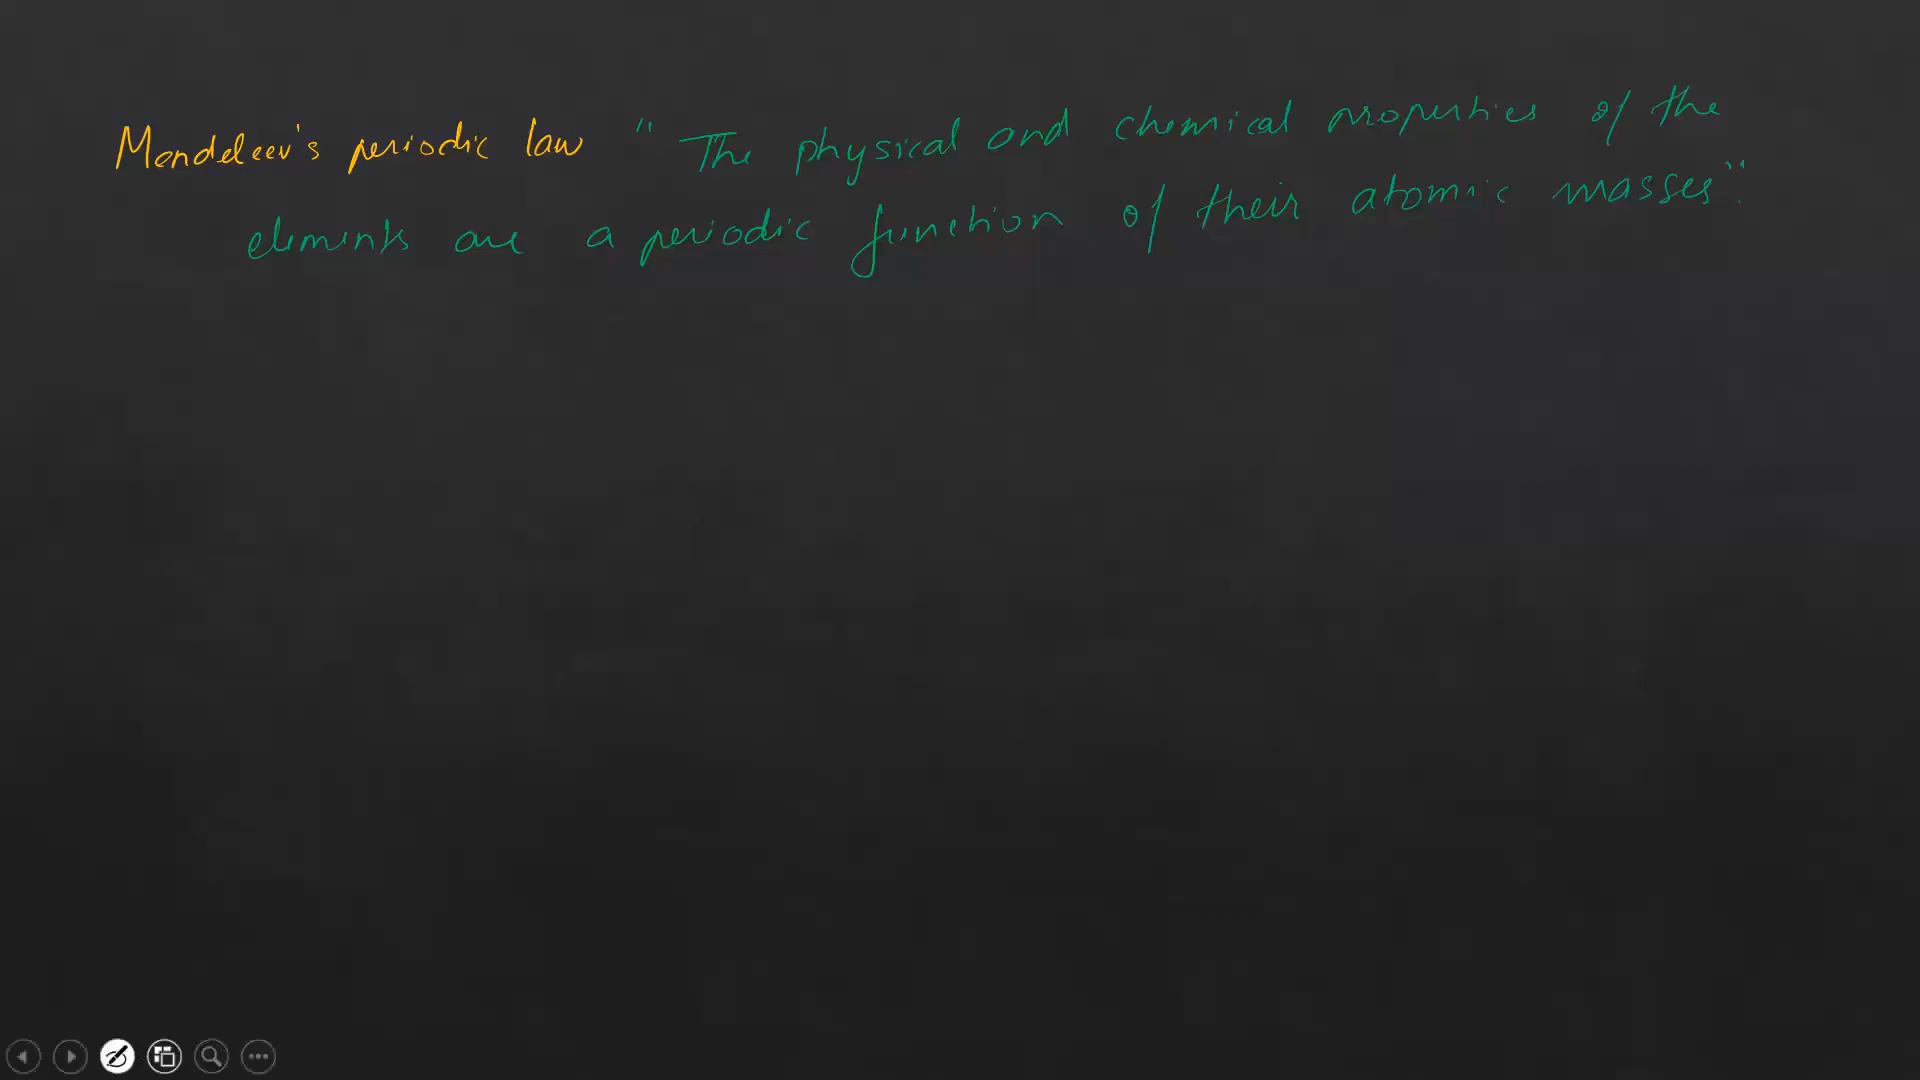 Mendeleev's periodic law " The physical and chemical properties of the
elements are a periodic function of their atomic masses".